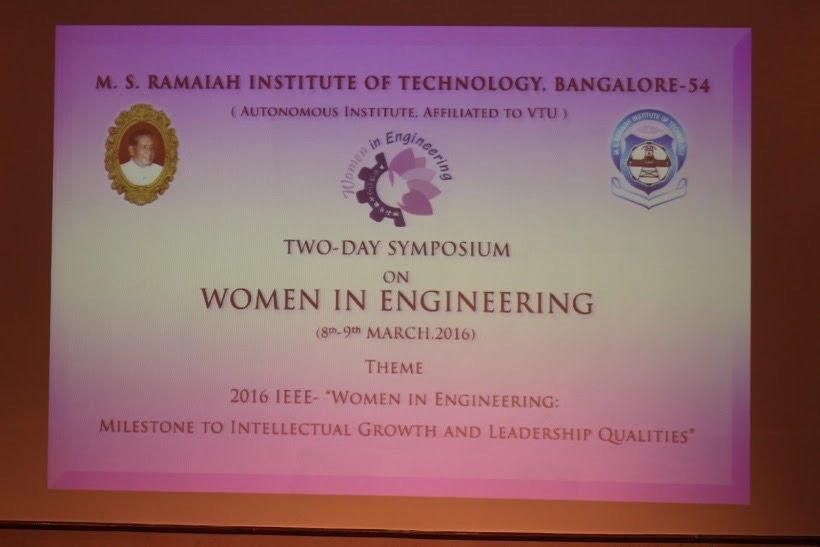 M. S. RAMAIAH INSTITUTE OF TECHNOLOGY, BANGALORE-54
( AUTONOMOUS INSTITUTE, AFFILIATED TO VTU )
Women in Engineering
TWO-DAY SYMPOSIUM
ON
WOMEN IN ENGINEERING
(8th-9th MARCH,2016)
THEME
2016 IEEE- "WOMEN IN ENGINEERING:
MILESTONE TO INTELLECTUAL GROWTH AND LEADERSHIP QUALITIES"